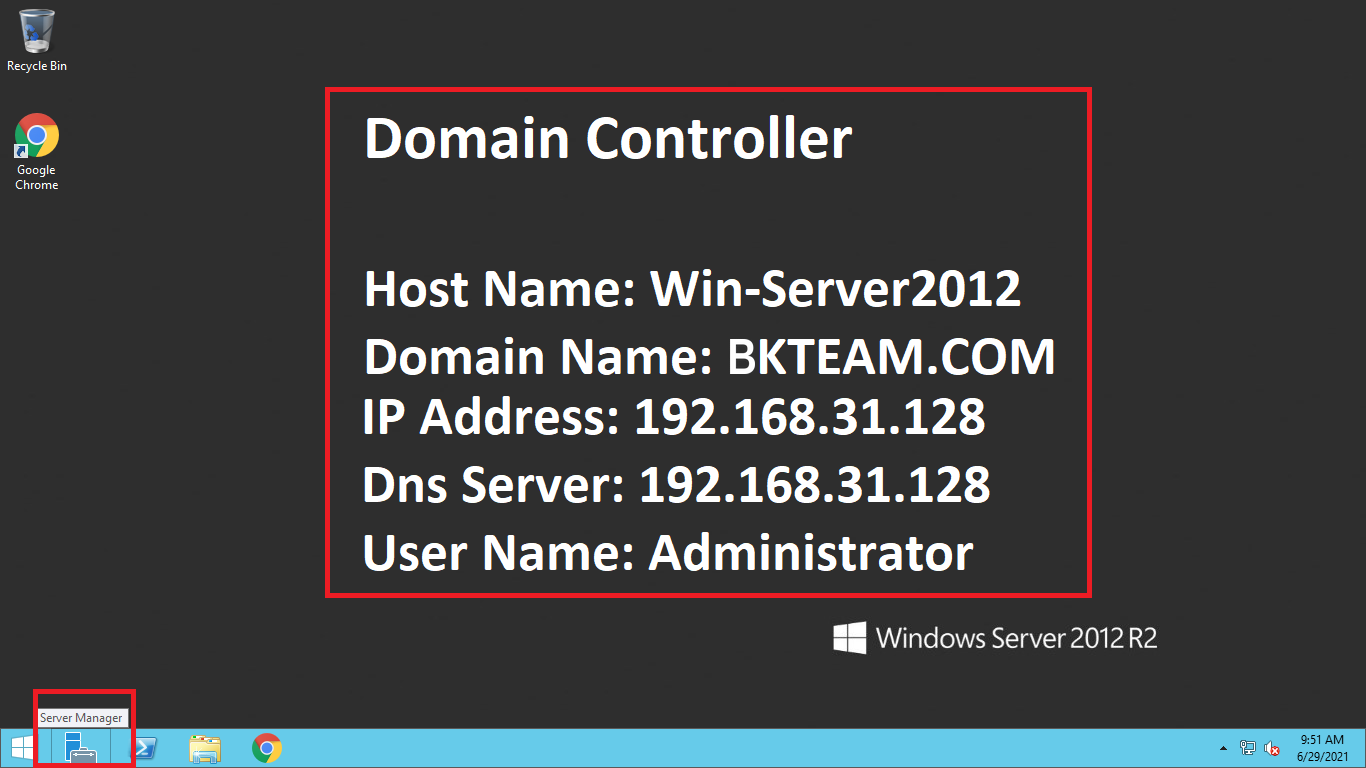 Recycle Bin
Google
Chrome
Domain Controller
Host Name: Win-Server2012
Domain Name: BKTEAM.COM
IP Address: 192.168.31.128
Dns Server: 192.168.31.128
User Name: Administrator
Windows Server 2012 R2
Server Manager
9:51 AM
6/29/2021